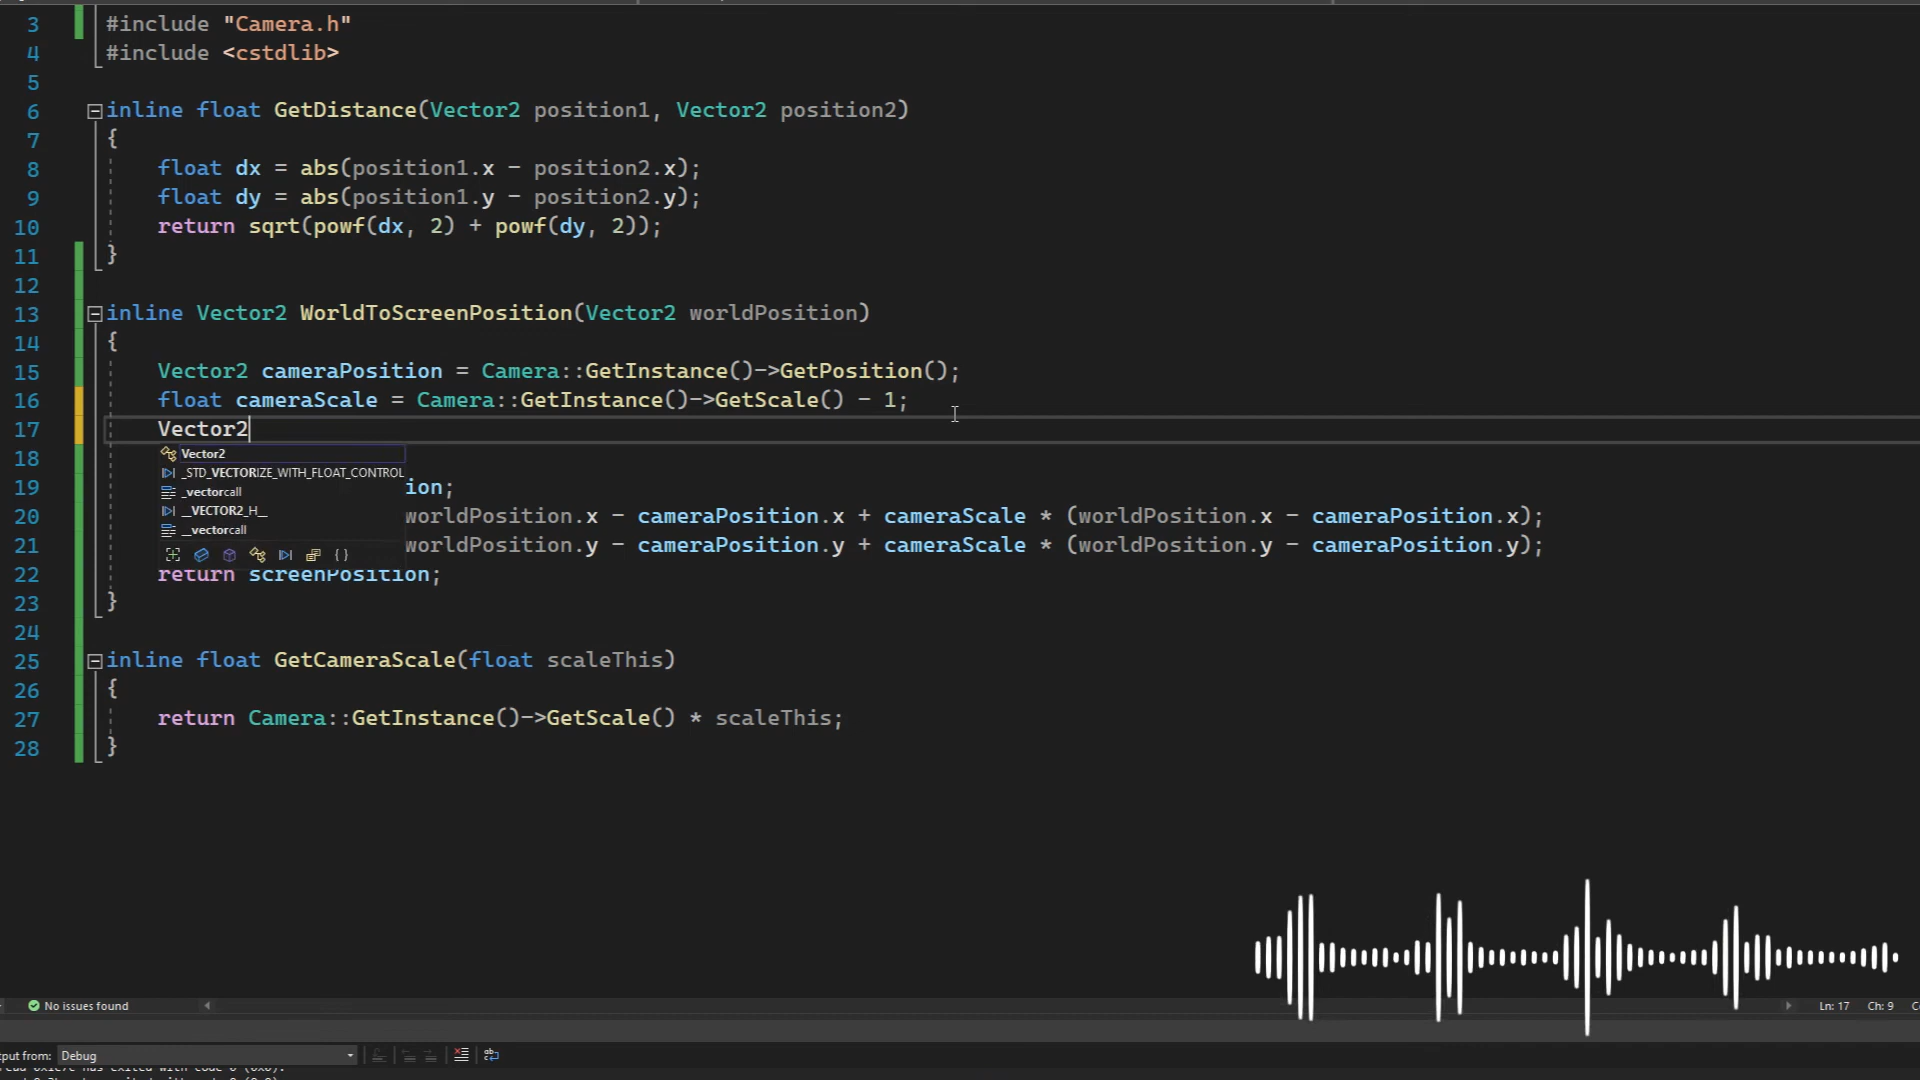 3 #include "Camera.h"
4 #include <cstdlib>
5
6 inline float GetDistance(Vector2 position1, Vector2 position2)
7 {
8 float dx = abs(position1.x - position2.x);
9 float dy = abs(position1.y - position2.y);
10 return sqrt(powf(dx, 2) + powf(dy, 2));
11 }
12
13 inline Vector2 WorldToScreenPosition(Vector2 worldPosition)
14 {
15 Vector2 cameraPosition = Camera::GetInstance()->GetPosition();
16 float cameraScale = Camera::GetInstance()->GetScale() - 1;
17 Vector2
Vector2
18
_STD_VECTORIZE_WITH_FLOAT_CONTROL
19 ion;
_vectorcall
__VECTOR2_H__
20 worldPosition.x - cameraPosition.x + cameraScale * (worldPosition.x - cameraPosition.x);
__vectorcall
21 worldPosition.y - cameraPosition.y + cameraScale * (worldPosition.y - cameraPosition.y);
22 return screenPosition;
23 }
24
25 inline float GetCameraScale(float scaleThis)
26 {
27 return Camera::GetInstance()->GetScale() * scaleThis;
28 }
No issues found
Ln: 17 Ch: 9
put from: Debug